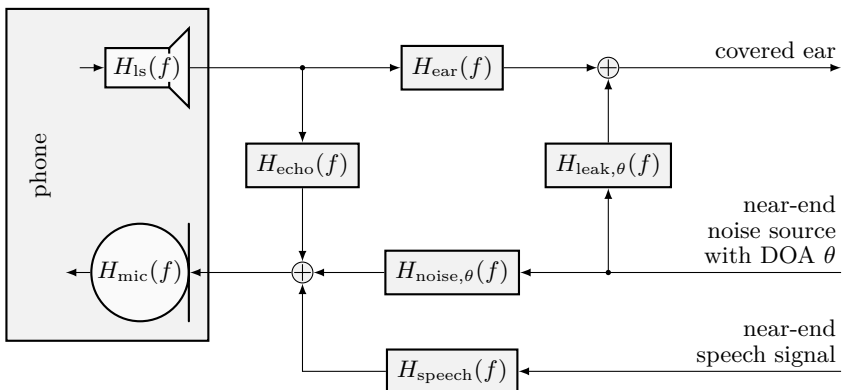 H_ls(f)
H_ear(f)
covered ear
phone
H_echo(f)
H_leak,θ(f)
near-end
noise source
with DOA θ
H_mic(f)
H_noise,θ(f)
near-end
speech signal
H_speech(f)